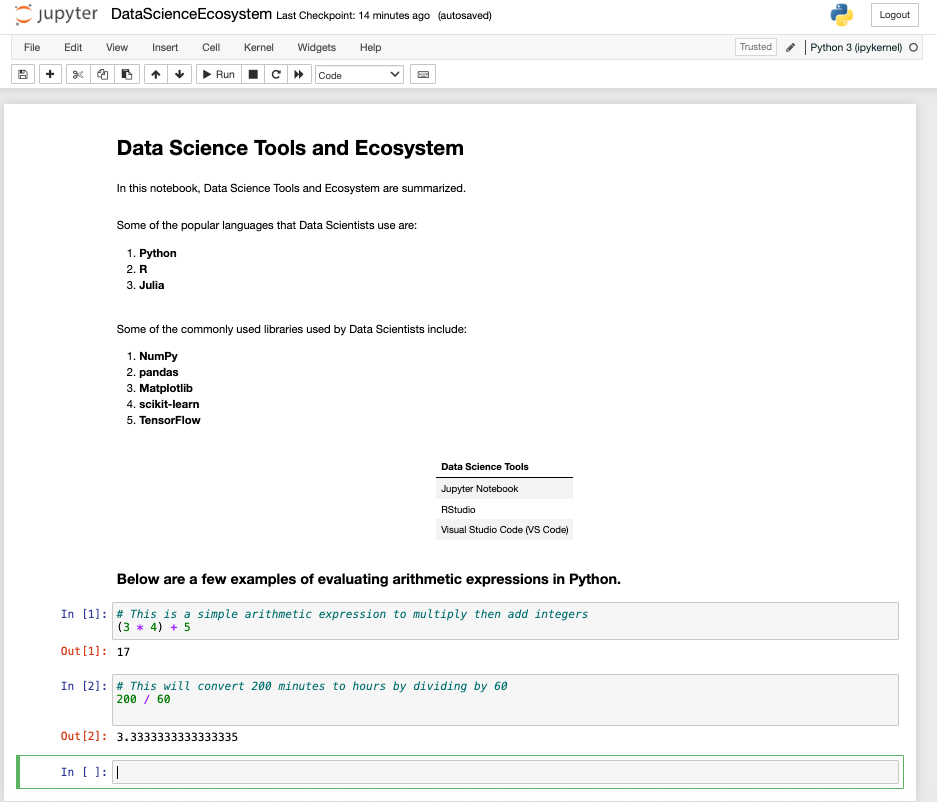 jupyter DataScienceEcosystem Last Checkpoint: 14 minutes ago (autosaved) Logout
File Edit View Insert Cell Kernel Widgets Help Trusted Python 3 (ipykernel)
Run Code
Data Science Tools and Ecosystem
In this notebook, Data Science Tools and Ecosystem are summarized.
Some of the popular languages that Data Scientists use are:
1. Python
2. R
3. Julia
Some of the commonly used libraries used by Data Scientists include:
1. NumPy
2. pandas
3. Matplotlib
4. scikit-learn
5. TensorFlow
Data Science Tools
Jupyter Notebook
RStudio
Visual Studio Code (VS Code)
Below are a few examples of evaluating arithmetic expressions in Python.
In [1]: # This is a simple arithmetic expression to multiply then add integers
(3 * 4) + 5
Out[1]: 17
In [2]: # This will convert 200 minutes to hours by dividing by 60
200 / 60
Out[2]: 3.3333333333333335
In [ ]: